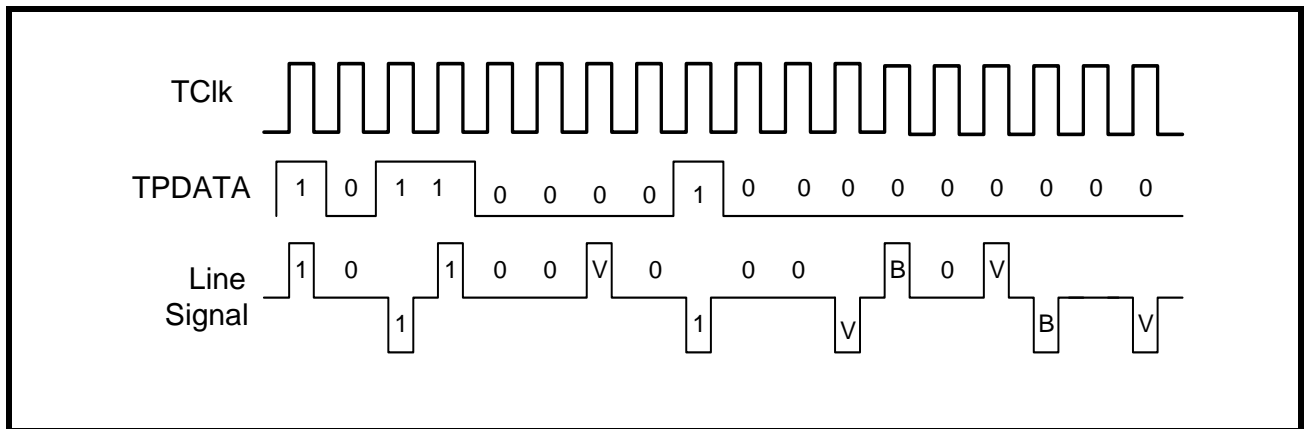 TClk
TPDATA 1 0 1 1 0 0 0 0 1 0 0 0 0 0 0 0 0 0
Line Signal
1 0 1 1 0 0 V 0 1 0 0 V B 0 V B V